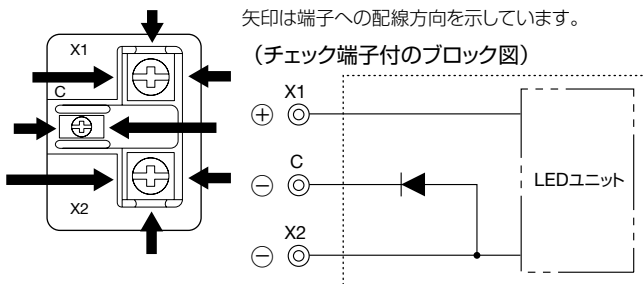 矢印は端子への配線方向を示しています。
(チェック端子付のブロック図)
X1
C
X2
⊕ X1
⊖ C
⊖ X2
LEDユニット